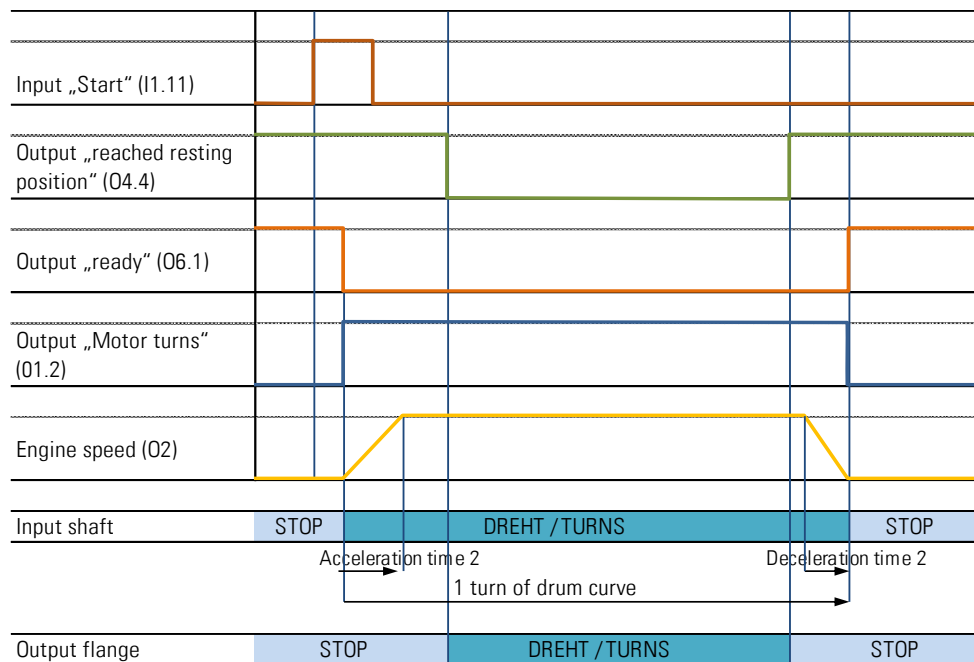 Input „Start“ (I1.11)
Output „reached resting
position“ (O4.4)
Output „ready“ (O6.1)
Output „Motor turns“
(01.2)
Engine speed (O2)
Input shaft STOP DREHT / TURNS STOP
Acceleration time 2 Deceleration time 2
1 turn of drum curve
Output flange STOP DREHT / TURNS STOP